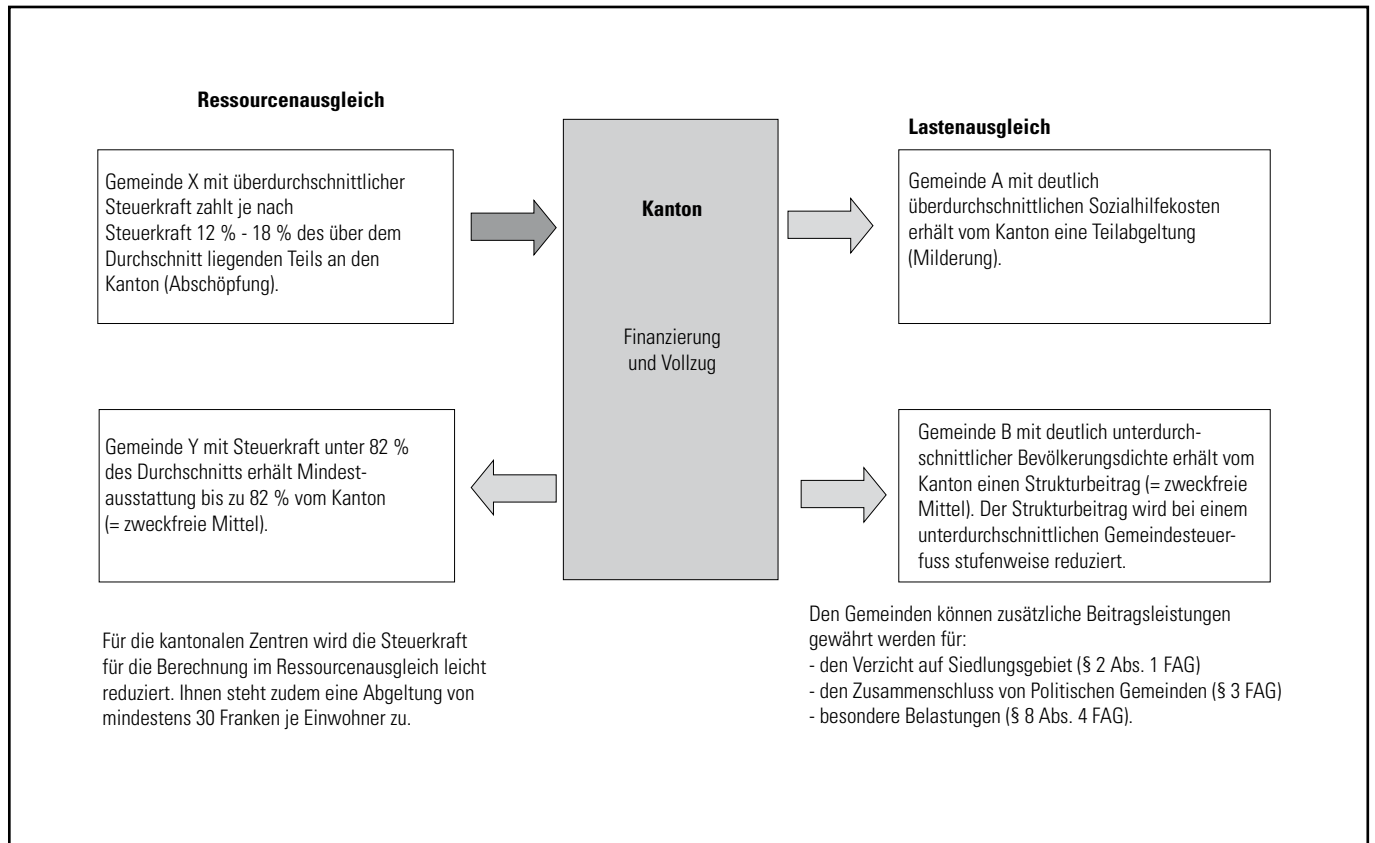 Ressourcenausgleich
Gemeinde X mit überdurchschnittlicher
Steuerkraft zahlt je nach
Steuerkraft 12 % - 18 % des über dem
Durchschnitt liegenden Teils an den
Kanton (Abschöpfung).
Gemeinde Y mit Steuerkraft unter 82 %
des Durchschnitts erhält Mindest-
ausstattung bis zu 82 % vom Kanton
(= zweckfreie Mittel).
Für die kantonalen Zentren wird die Steuerkraft
für die Berechnung im Ressourcenausgleich leicht
reduziert. Ihnen steht zudem eine Abgeltung von
mindestens 30 Franken je Einwohner zu.
Kanton
Finanzierung
und Vollzug
Lastenausgleich
Gemeinde A mit deutlich
überdurchschnittlichen Sozialhilfekosten
erhält vom Kanton eine Teilabgeltung
(Milderung).
Gemeinde B mit deutlich unterdurch-
schnittlicher Bevölkerungsdichte erhält vom
Kanton einen Strukturbeitrag (= zweckfreie
Mittel). Der Strukturbeitrag wird bei einem
unterdurchschnittlichen Gemeindesteuer-
fuss stufenweise reduziert.
Den Gemeinden können zusätzliche Beitragsleistungen
gewährt werden für:
- den Verzicht auf Siedlungsgebiet (§ 2 Abs. 1 FAG)
- den Zusammenschluss von Politischen Gemeinden (§ 3 FAG)
- besondere Belastungen (§ 8 Abs. 4 FAG).